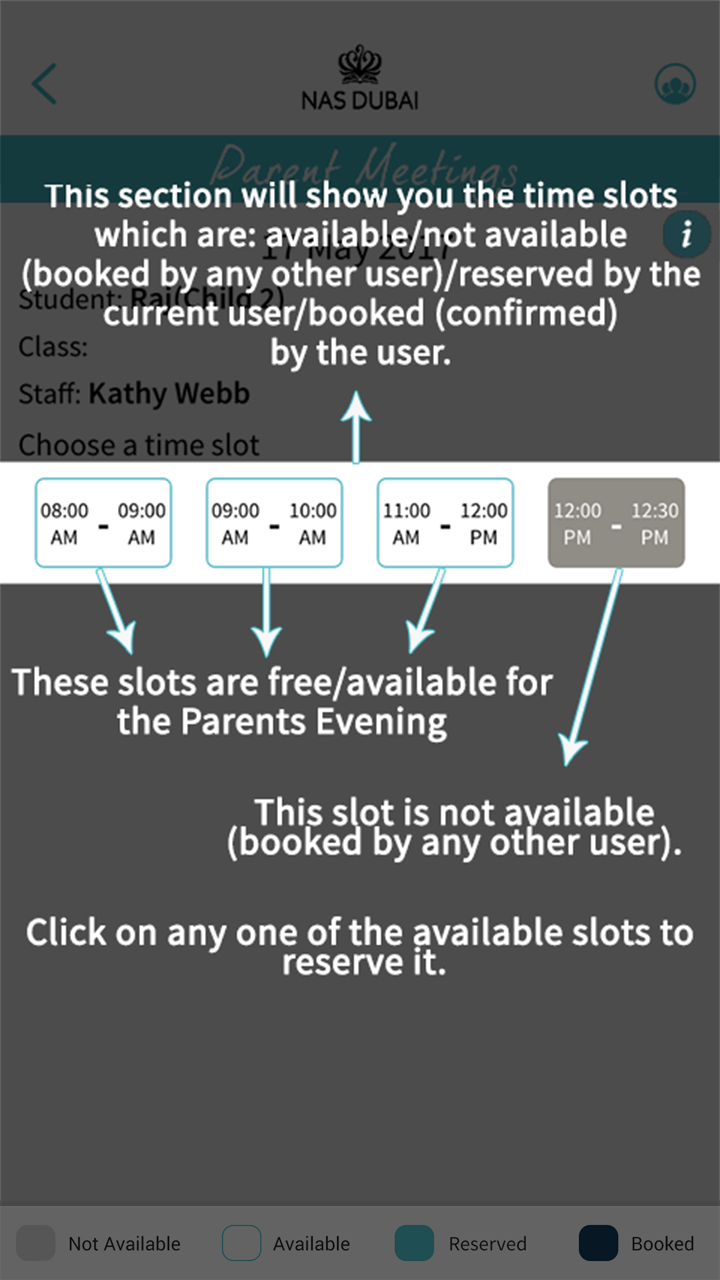 NAS DUBAI
Parent Meetings
This section will show you the time slots
which are: available/not available
17 May 2017
i
(booked by any other user)/reserved by the
Student: Raj(Child 2)
current user/booked (confirmed)
Class:
by the user.
Staff: Kathy Webb
Choose a time slot
08:00 AM - 09:00 AM
09:00 AM - 10:00 AM
11:00 AM - 12:00 PM
12:00 PM - 12:30 PM
These slots are free/available for
the Parents Evening
This slot is not available
(booked by any other user).
Click on any one of the available slots to
reserve it.
Not Available
Available
Reserved
Booked